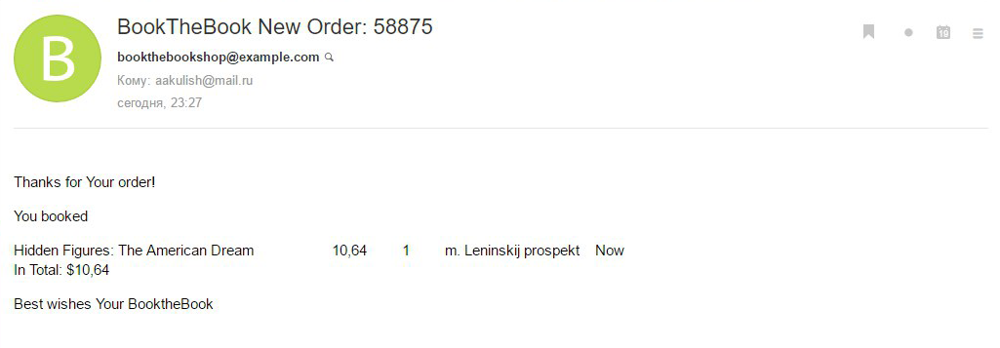 B
BookTheBook New Order: 58875
bookthebookshop@example.com
Кому: aakulish@mail.ru
сегодня, 23:27
19
Thanks for Your order!
You booked
Hidden Figures: The American Dream 10,64 1 m. Leninskij prospekt Now
In Total: $10,64
Best wishes Your BooktheBook